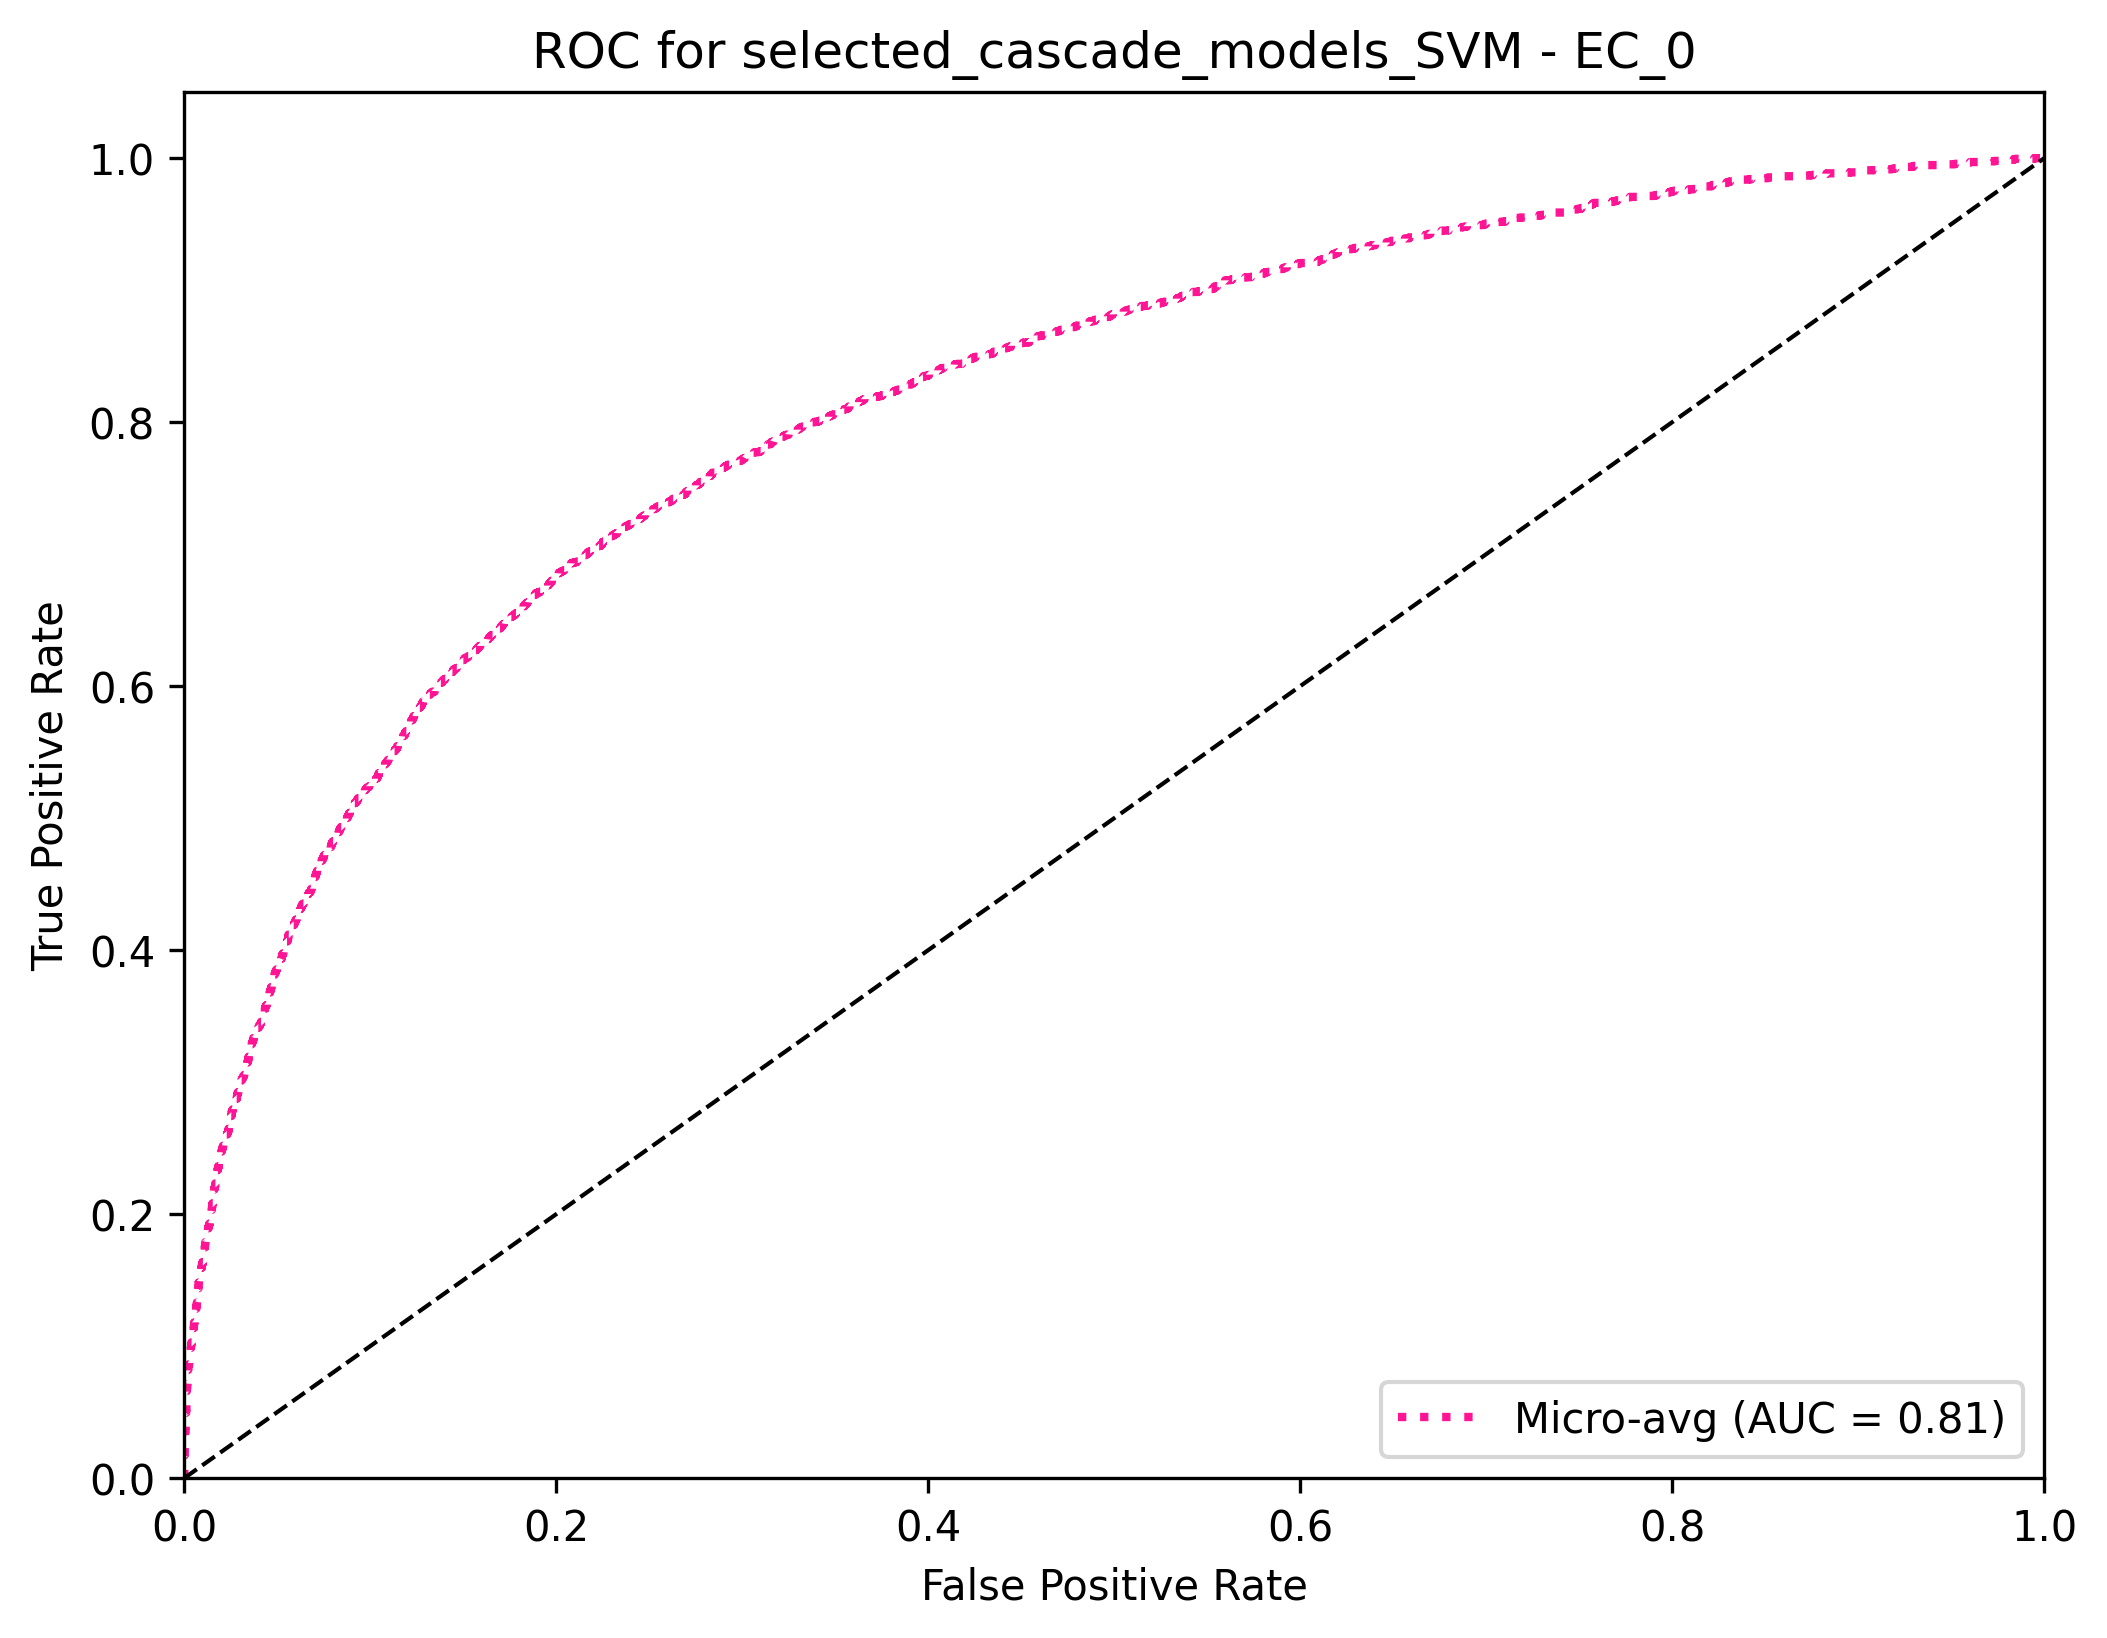 ROC for selected_cascade_models_SVM - EC_0
1.0
0.8
0.6
0.4
0.2
0.0
True Positive Rate
0.0 0.2 0.4 0.6 0.8 1.0
False Positive Rate
Micro-avg (AUC = 0.81)